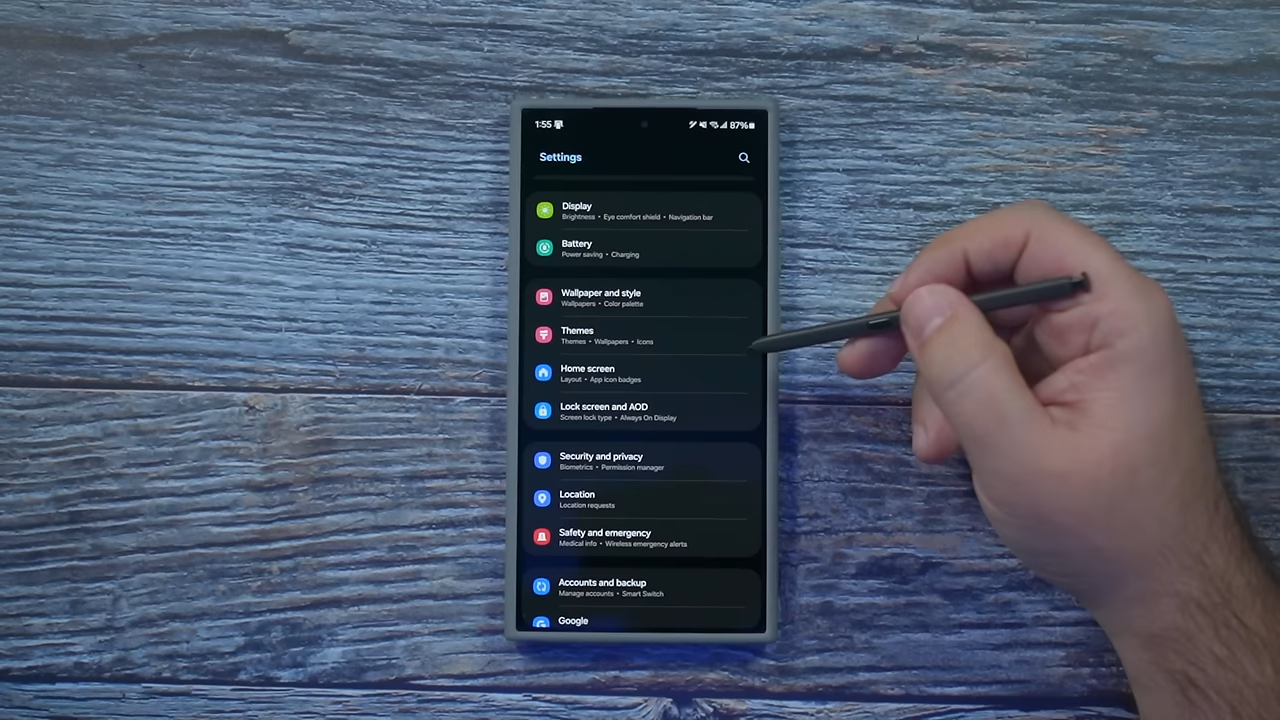 1:55 87%
Settings
Display
Brightness • Eye comfort shield • Navigation bar
Battery
Power saving • Charging
Wallpaper and style
Wallpapers • Color palette
Themes
Themes • Wallpapers • Icons
Home screen
Layout • App icon badges
Lock screen and AOD
Screen lock type • Always On Display
Security and privacy
Biometrics • Permission manager
Location
Location requests
Safety and emergency
Medical info • Wireless emergency alerts
Accounts and backup
Manage accounts • Smart Switch
Google